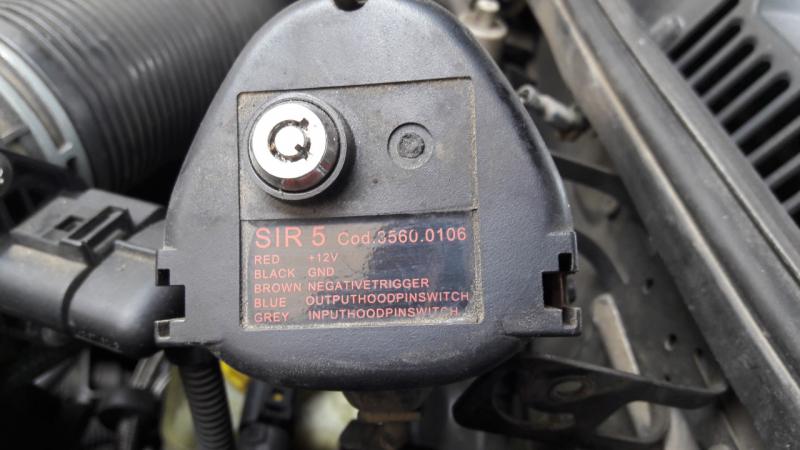 SIR 5 Cod.3560.0106
RED +12V
BLACK GND
BROWN NEGATIVETRIGGER
BLUE OUTPUTHOODPINSWITCH
GREY INPUTHOODPINSWITCH